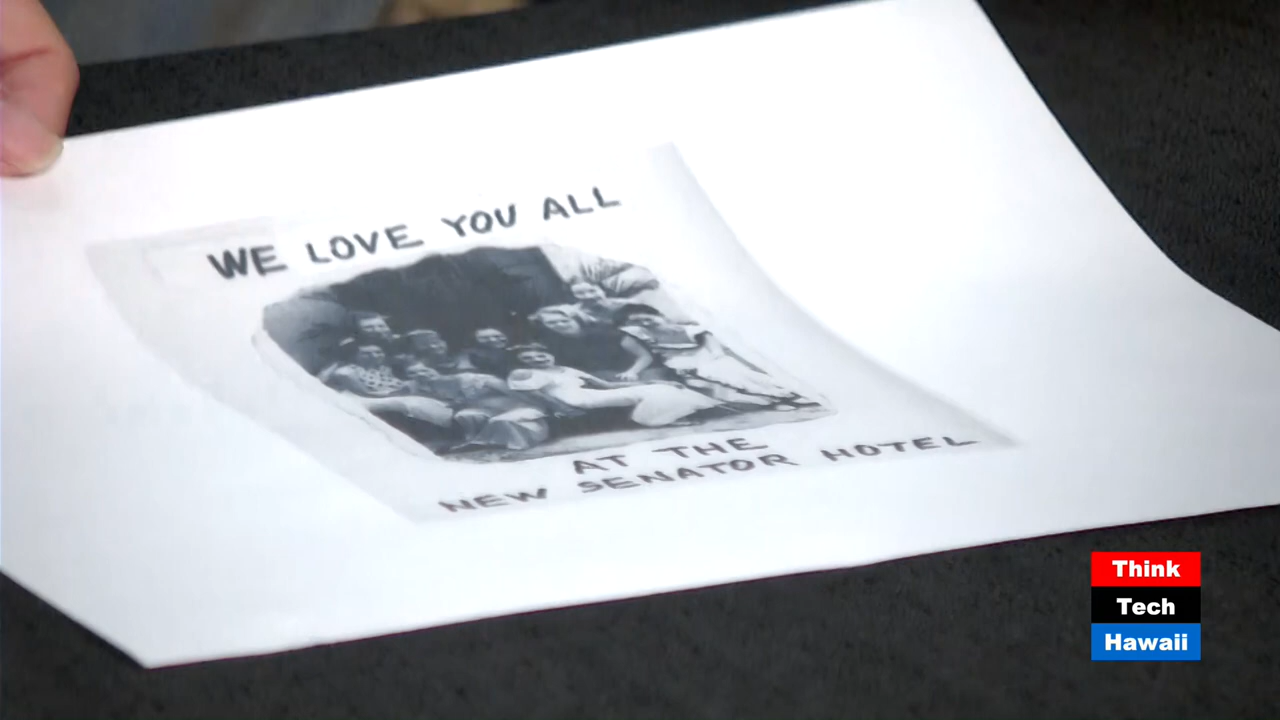 WE LOVE YOU ALL
AT THE
NEW SENATOR HOTEL
Think
Tech
Hawaii